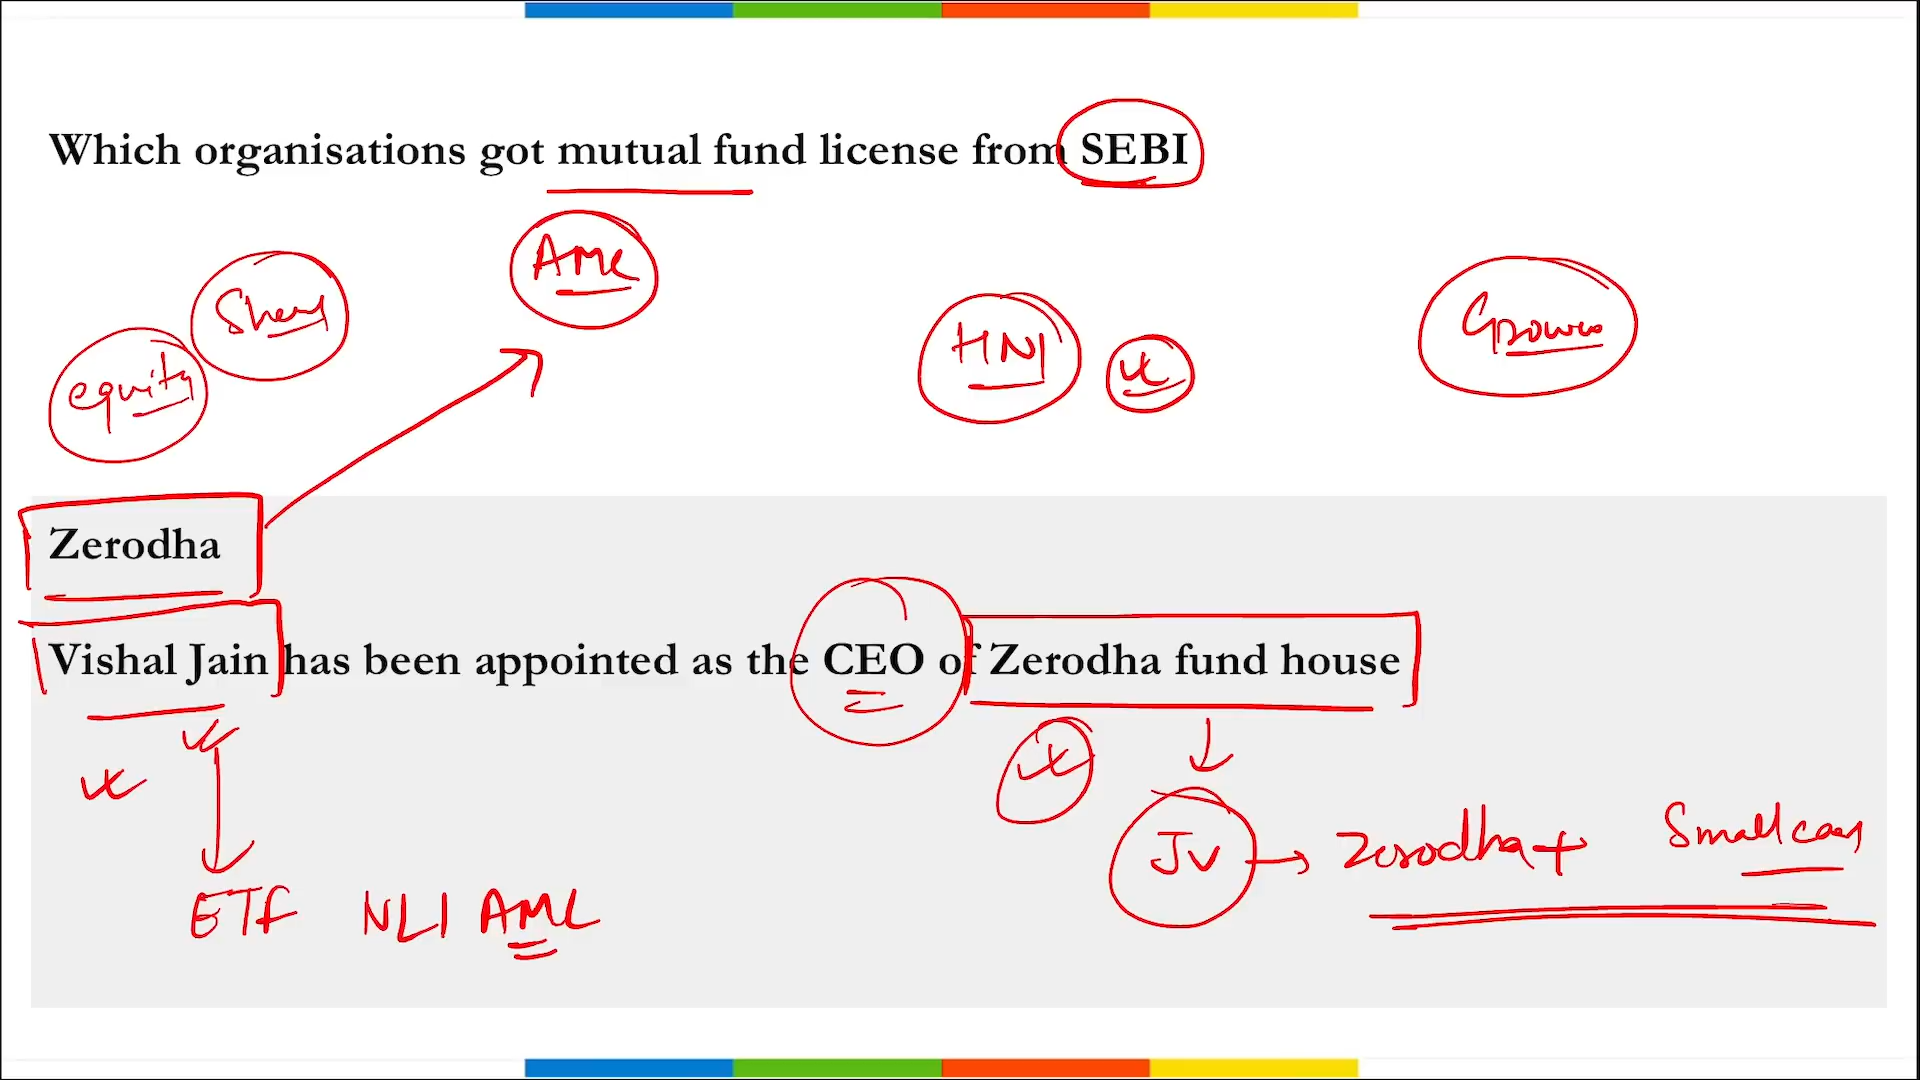 Which organisations got mutual fund license from SEBI
AMC
Share
HNI
equity
Zerodha
Vishal Jain has been appointed as the CEO of Zerodha fund house
JV → Zerodha + Smallcase
ETF NLI AMC